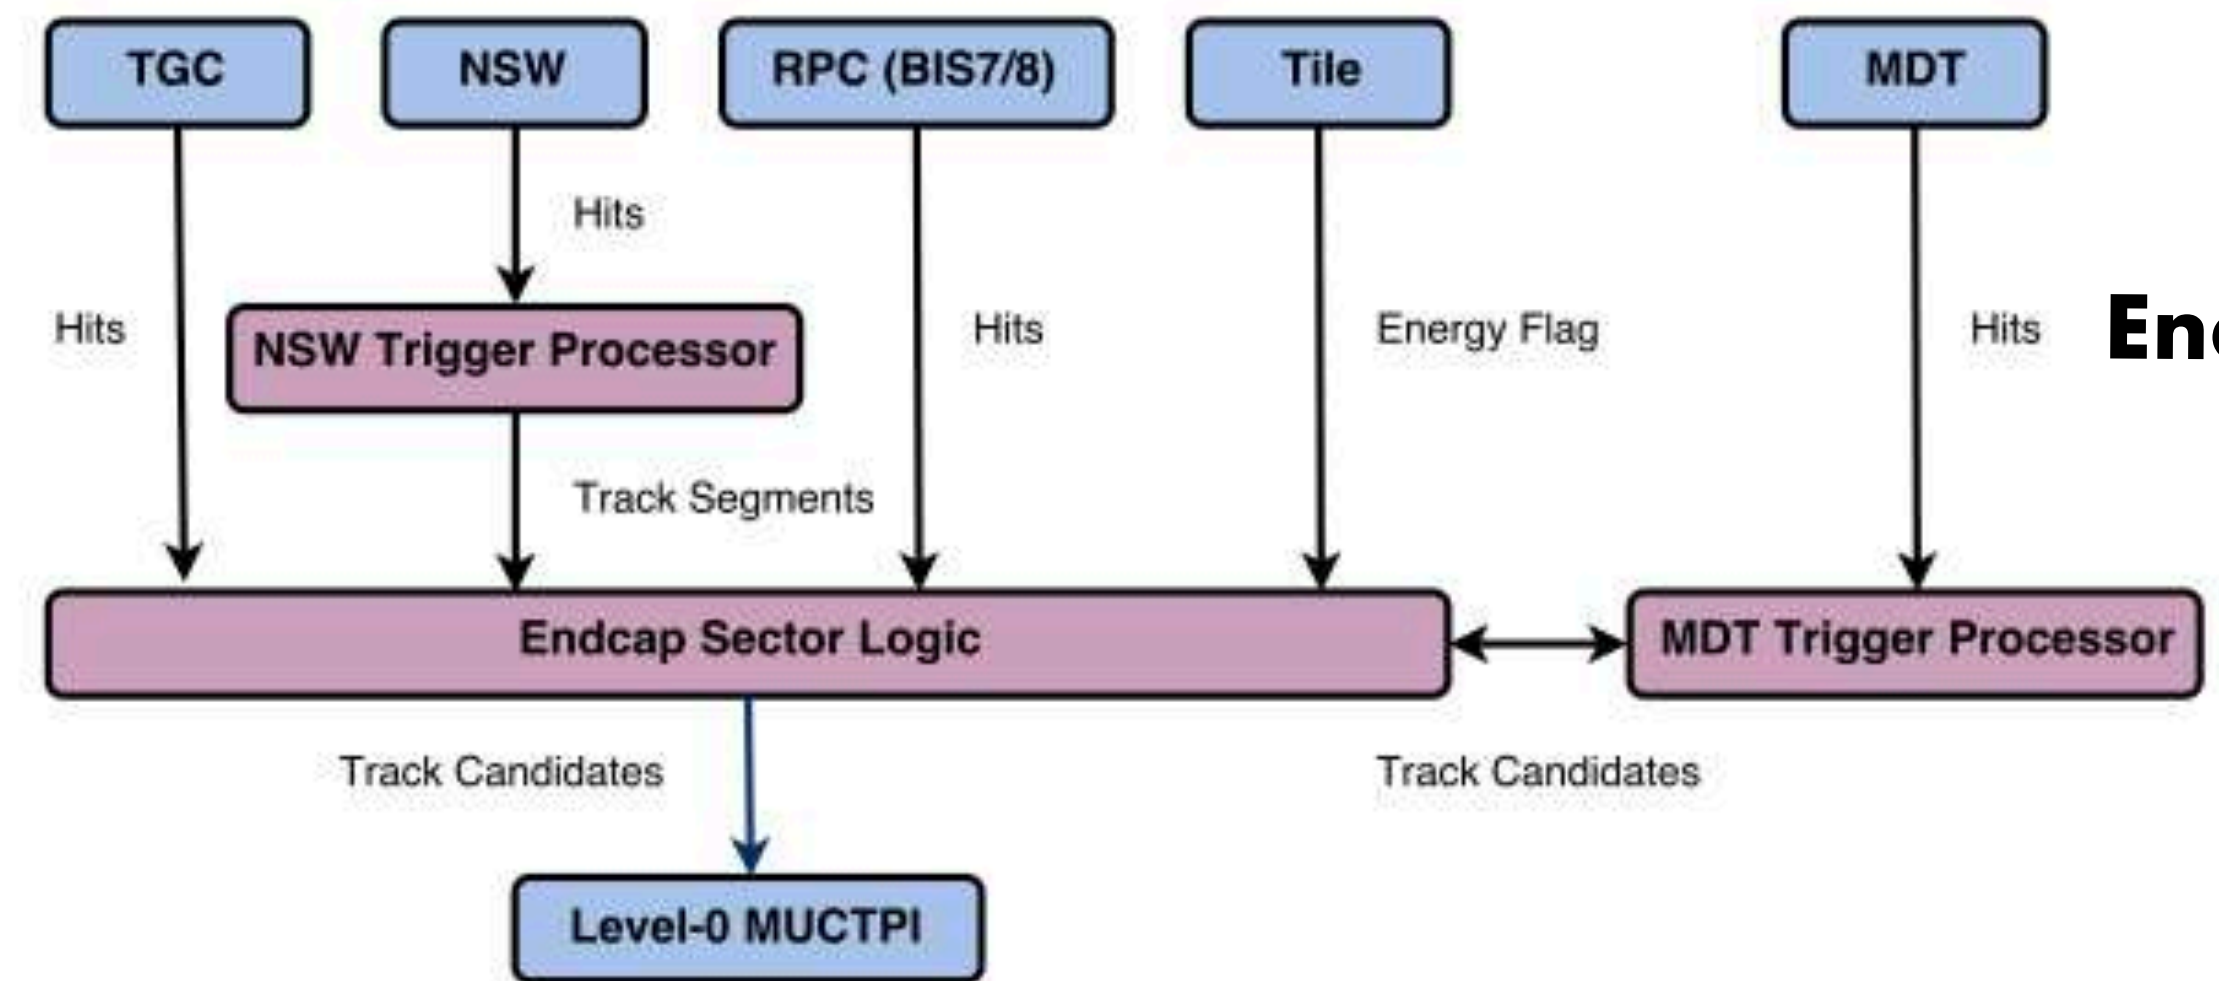 TGC
NSW
RPC (BIS7/8)
Tile
MDT
Hits
Hits
NSW Trigger Processor
Hits
Energy Flag
Hits
Track Segments
Endcap Sector Logic
MDT Trigger Processor
Track Candidates
Track Candidates
Level-0 MUCTPI